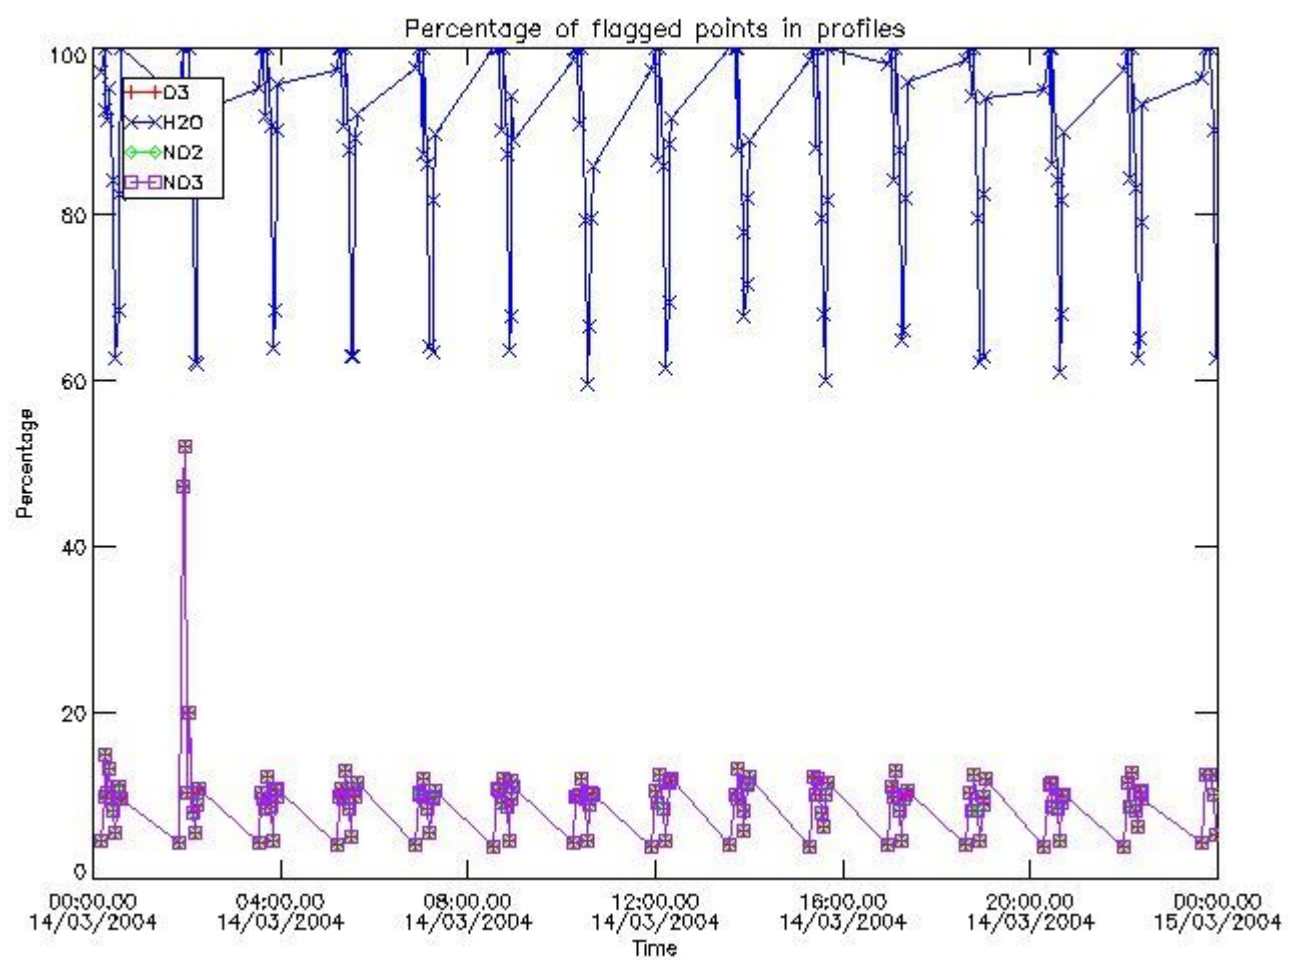 Percentage of flagged points in profiles
100
80
60
40
20
0
Percentage
O3
H2O
NO2
NO3
00:00.00 04:00.00 08:00.00 12:00.00 16:00.00 20:00.00 00:00.00
14/03/2004 14/03/2004 14/03/2004 14/03/2004 14/03/2004 14/03/2004 15/03/2004
Time